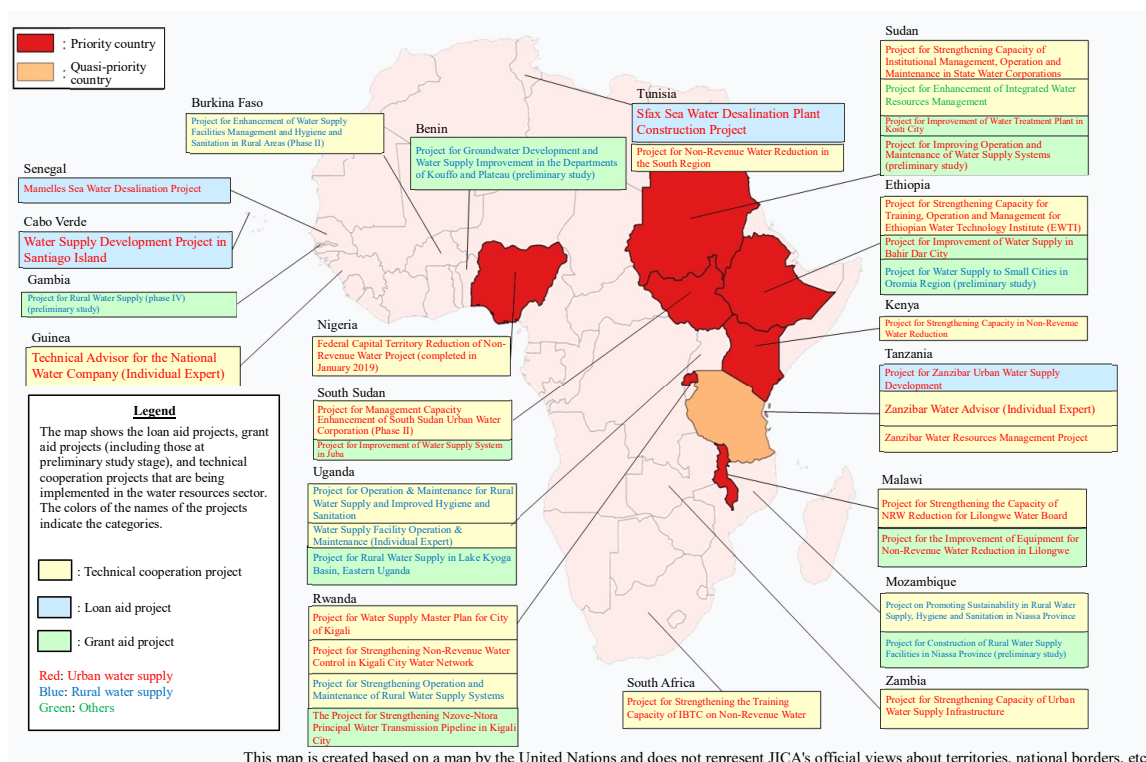 : Priority country
: Quasi-priority
country
Burkina Faso
Project for Enhancement of Water Supply
Facilities Management and Hygiene and
Sanitation in Rural Areas (Phase II)
Benin
Project for Groundwater Development and
Water Supply Improvement in the Departments
of Kouffo and Plateau (preliminary study)
Tunisia
Sfax Sea Water Desalination Plant
Construction Project
Project for Non-Revenue Water Reduction in
the South Region
Senegal
Mamelles Sea Water Desalination Project
Cabo Verde
Water Supply Development Project in
Santiago Island
Gambia
Project for Rural Water Supply (phase IV)
(preliminary study)
Guinea
Technical Advisor for the National
Water Company (Individual Expert)
Legend
The map shows the loan aid projects, grant
aid projects (including those at
preliminary study stage), and technical
cooperation projects that are being
implemented in the water resources sector.
The colors of the names of the projects
indicate the categories.
: Technical cooperation project
: Loan aid project
: Grant aid project
Red: Urban water supply
Blue: Rural water supply
Green: Others
Nigeria
Federal Capital Territory Reduction of Non-
Revenue Water Project (completed in
January 2019)
South Sudan
Project for Management Capacity
Enhancement of South Sudan Urban Water
Corporation (Phase II)
Project for Improvement of Water Supply System
in Juba
Uganda
Project for Operation & Maintenance for Rural
Water Supply and Improved Hygiene and
Sanitation
Water Supply Facility Operation &
Maintenance (Individual Expert)
Project for Rural Water Supply in Lake Kyoga
Basin, Eastern Uganda
Rwanda
Project for Water Supply Master Plan for City
of Kigali
Project for Strengthening Non-Revenue Water
Control in Kigali City Water Network
Project for Strengthening Operation and
Maintenance of Rural Water Supply Systems
The Project for Strengthening Nzove-Ntora
Principal Water Transmission Pipeline in Kigali
City
Sudan
Project for Strengthening Capacity of
Institutional Management, Operation and
Maintenance in State Water Corporations
Project for Enhancement of Integrated Water
Resources Management
Project for Improvement of Water Treatment Plant in
Kosti City
Project for Improving Operation and
Maintenance of Water Supply Systems
(preliminary study)
Ethiopia
Project for Strengthening Capacity for
Training, Operation and Management for
Ethiopian Water Technology Institute (EWTI)
Project for Improvement of Water Supply in
Bahir Dar City
Project for Water Supply to Small Cities in
Oromia Region (preliminary study)
Kenya
Project for Strengthening Capacity in Non-Revenue
Water Reduction
Tanzania
Project for Zanzibar Urban Water Supply
Development
Zanzibar Water Advisor (Individual Expert)
Zanzibar Water Resources Management Project
Malawi
Project for Strengthening the Capacity of
NRW Reduction for Lilongwe Water Board
Project for the Improvement of Equipment for
Non-Revenue Water Reduction in Lilongwe
Mozambique
Project on Promoting Sustainability in Rural Water
Supply, Hygiene and Sanitation in Niassa Province
Project for Construction of Rural Water Supply
Facilities in Niassa Province (preliminary study)
Zambia
Project for Strengthening Capacity of Urban
Water Supply Infrastructure
South Africa
Project for Strengthening the Training
Capacity of IBTC on Non-Revenue Water
This map is created based on a map by the United Nations and does not represent JICA's official views about territories, national borders, etc